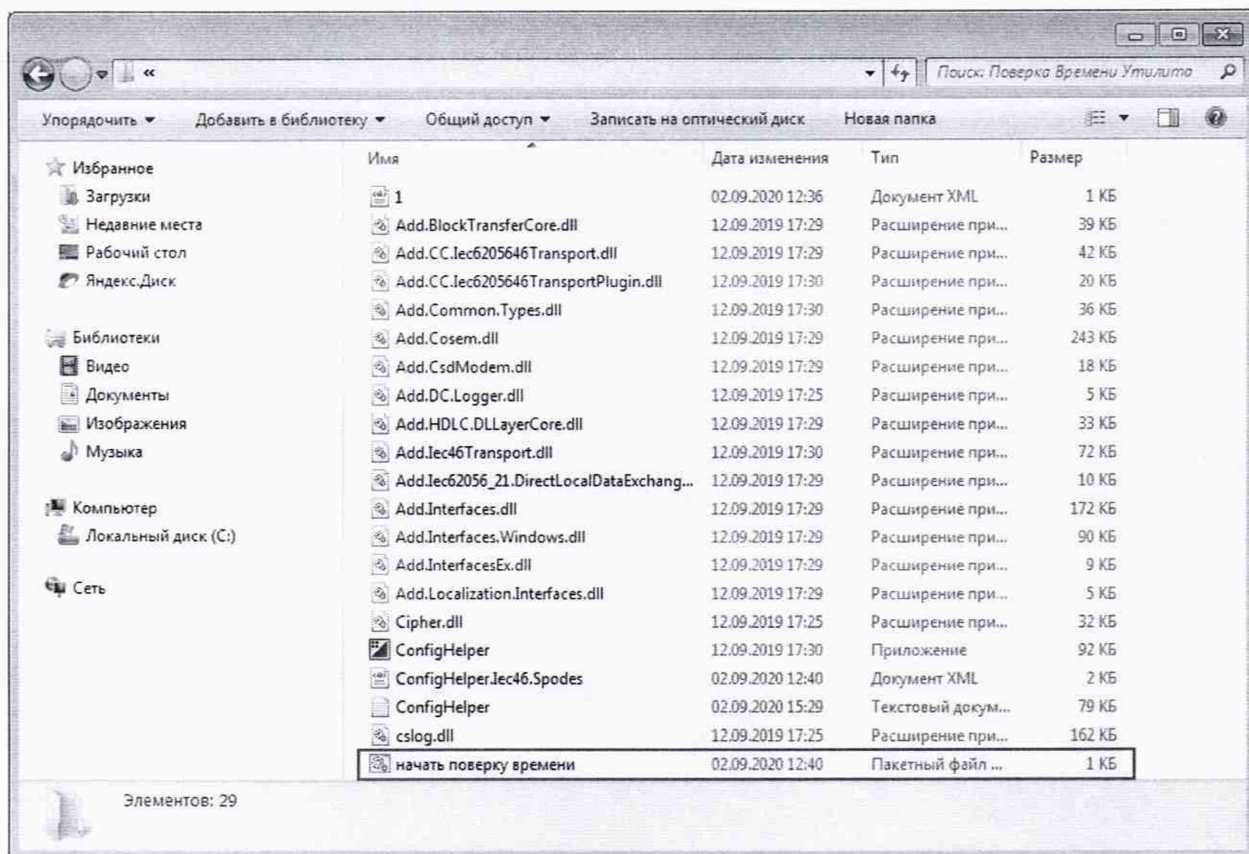 «
Поиск: Поверка Времени Утилита
Упорядочить Добавить в библиотеку Общий доступ Записать на оптический диск Новая папка
Имя Дата изменения Тип Размер
Избранное
Загрузки
Недавние места
Рабочий стол
Яндекс.Диск
Библиотеки
Видео
Документы
Изображения
Музыка
Компьютер
Локальный диск (C:)
Сеть
1 02.09.2020 12:36 Документ XML 1 КБ
Add.BlockTransferCore.dll 12.09.2019 17:29 Расширение при... 39 КБ
Add.CC.Iec6205646Transport.dll 12.09.2019 17:29 Расширение при... 42 КБ
Add.CC.Iec6205646TransportPlugin.dll 12.09.2019 17:30 Расширение при... 20 КБ
Add.Common.Types.dll 12.09.2019 17:30 Расширение при... 36 КБ
Add.Cosem.dll 12.09.2019 17:29 Расширение при... 243 КБ
Add.CsdModem.dll 12.09.2019 17:29 Расширение при... 18 КБ
Add.DC.Logger.dll 12.09.2019 17:25 Расширение при... 5 КБ
Add.HDLC.DLLayerCore.dll 12.09.2019 17:29 Расширение при... 33 КБ
Add.Iec46Transport.dll 12.09.2019 17:30 Расширение при... 72 КБ
Add.Iec62056_21.DirectLocalDataExchang... 12.09.2019 17:29 Расширение при... 10 КБ
Add.Interfaces.dll 12.09.2019 17:29 Расширение при... 172 КБ
Add.Interfaces.Windows.dll 12.09.2019 17:29 Расширение при... 90 КБ
Add.InterfacesEx.dll 12.09.2019 17:29 Расширение при... 9 КБ
Add.Localization.Interfaces.dll 12.09.2019 17:29 Расширение при... 5 КБ
Cipher.dll 12.09.2019 17:25 Расширение при... 32 КБ
ConfigHelper 12.09.2019 17:30 Приложение 92 КБ
ConfigHelper.Iec46.Spodes 02.09.2020 12:40 Документ XML 2 КБ
ConfigHelper 02.09.2020 15:29 Текстовый докум... 79 КБ
cslog.dll 12.09.2019 17:25 Расширение при... 162 КБ
начать поверку времени 02.09.2020 12:40 Пакетный файл ... 1 КБ
Элементов: 29